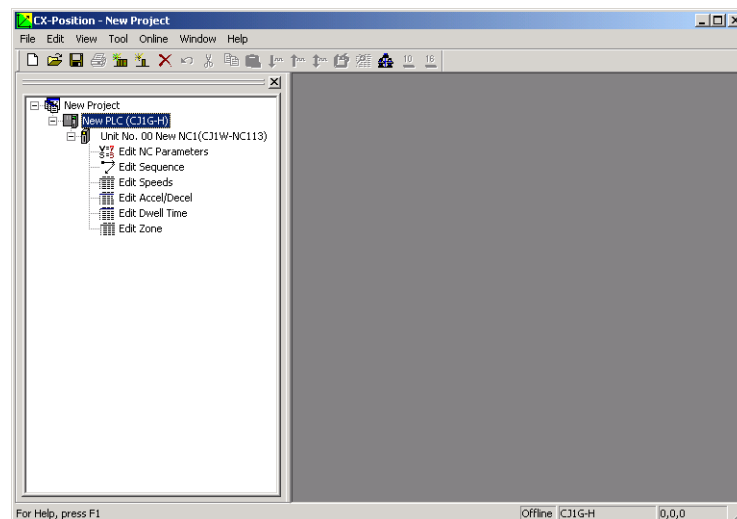 CX-Position - New Project
File Edit View Tool Online Window Help
10 16
New Project
New PLC (CJ1G-H)
Unit No. 00 New NC1(CJ1W-NC113)
Edit NC Parameters
Edit Sequence
Edit Speeds
Edit Accel/Decel
Edit Dwell Time
Edit Zone
For Help, press F1 Offline CJ1G-H 0,0,0